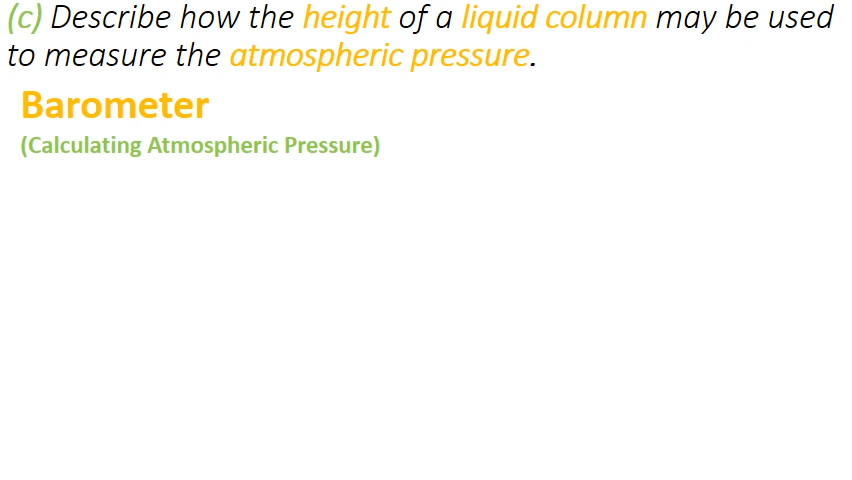 (c) Describe how the height of a liquid column may be used
to measure the atmospheric pressure.
Barometer
(Calculating Atmospheric Pressure)